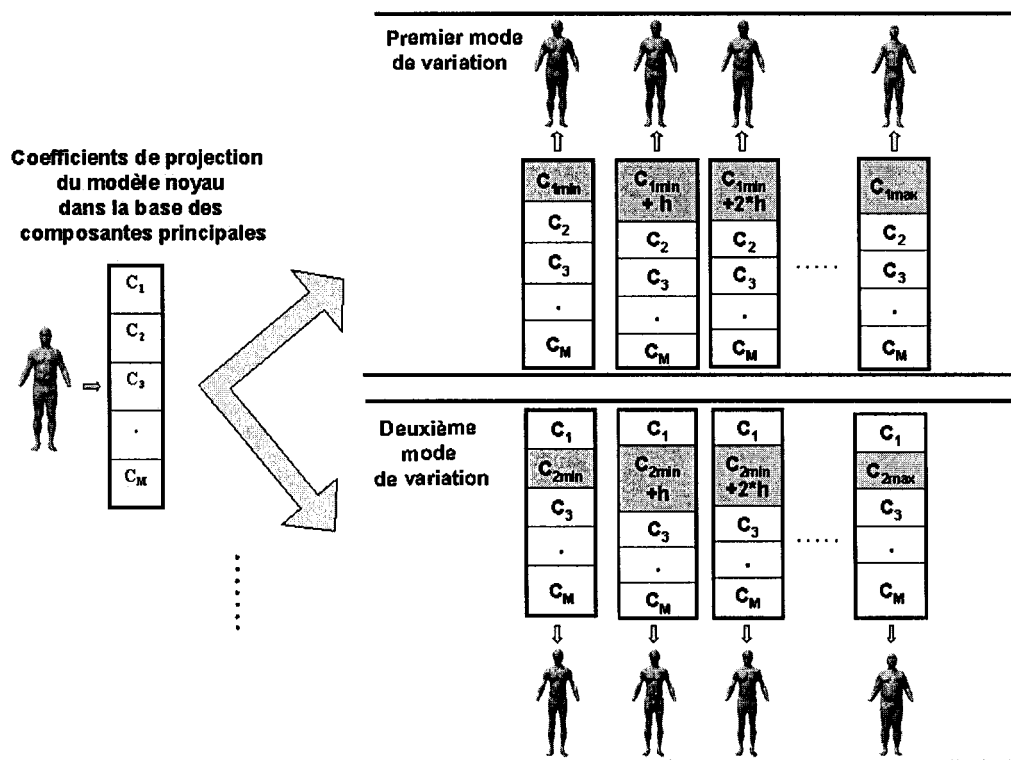 Premier mode
de variation
Coefficients de projection
du modèle noyau
dans la base des
composantes principales
C1
C2
C3
.
CM
C1min
C2
C3
.
CM
C1min
+ h
C2
C3
.
CM
C1min
+2*h
C2
C3
.
CM
.....
C1max
C2
C3
.
CM
Deuxième
mode
de variation
C1
C2min
C3
.
CM
C1
C2min
+h
C3
.
CM
C1
C2min
+2*h
C3
.
CM
.....
C1
C2max
C3
.
CM